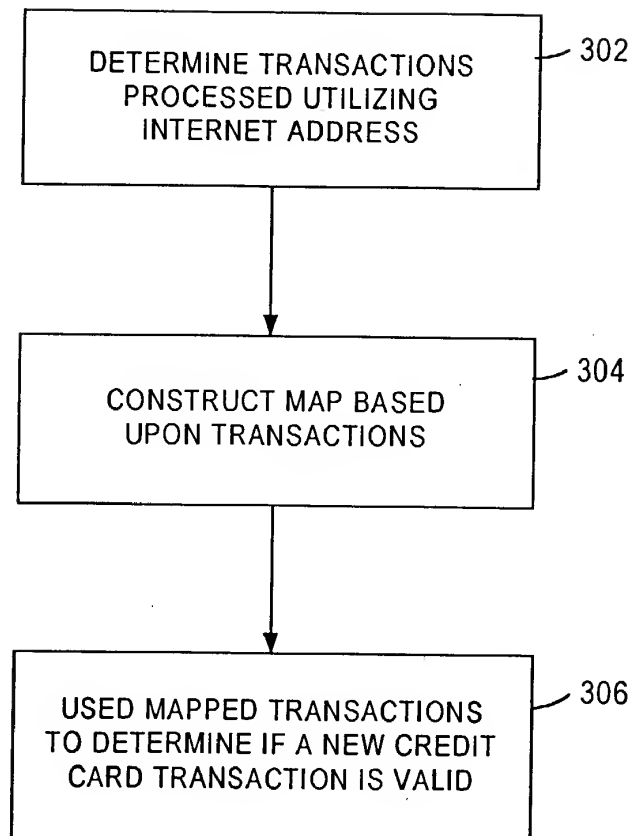 DETERMINE TRANSACTIONS
PROCESSED UTILIZING
INTERNET ADDRESS
302
CONSTRUCT MAP BASED
UPON TRANSACTIONS
304
USED MAPPED TRANSACTIONS
TO DETERMINE IF A NEW CREDIT
CARD TRANSACTION IS VALID
306